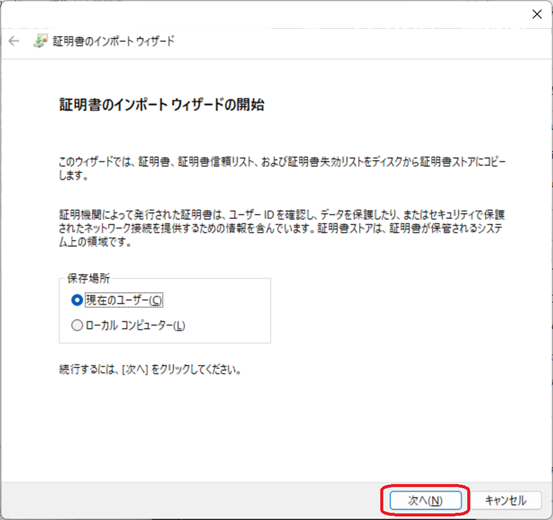 証明書のインポート ウィザード
証明書のインポート ウィザードの開始
このウィザードでは、証明書、証明書信頼リスト、および証明書失効リストをディスクから証明書ストアにコピー
します。
証明機関によって発行された証明書は、ユーザー ID を確認し、データを保護したり、またはセキュリティで保護
されたネットワーク接続を提供するための情報を含んでいます。証明書ストアは、証明書が保管されるシステ
ム上の領域です。
保存場所
現在のユーザー(C)
ローカル コンピューター(L)
続行するには、[次へ] をクリックしてください。
次へ(N)
キャンセル